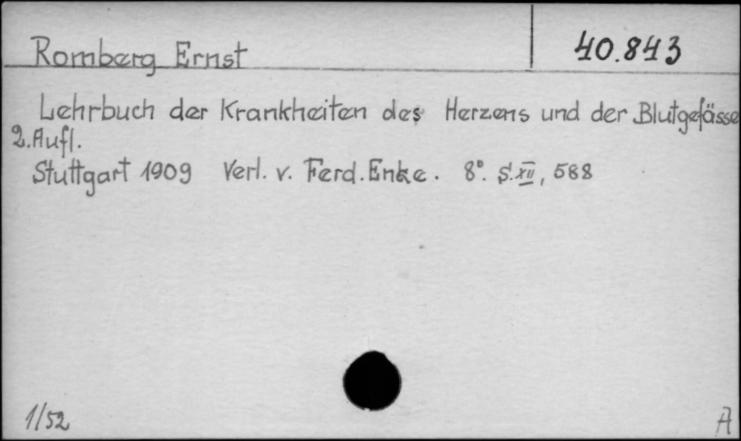 Romberg Ernst
40.843
Lehrbuch der Krankheiten des Herzens und der Blutgefässe
2. Aufl.
Stuttgart 1909 Verl. v. Ferd. Enke. 8°. S. XII, 588
1/52
A